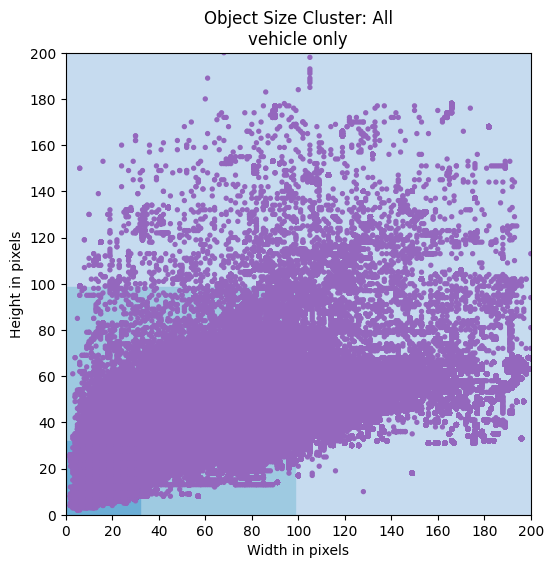 Object Size Cluster: All
vehicle only
200
180
160
140
120
100
80
60
40
20
0
Height in pixels
0 20 40 60 80 100 120 140 160 180 200
Width in pixels